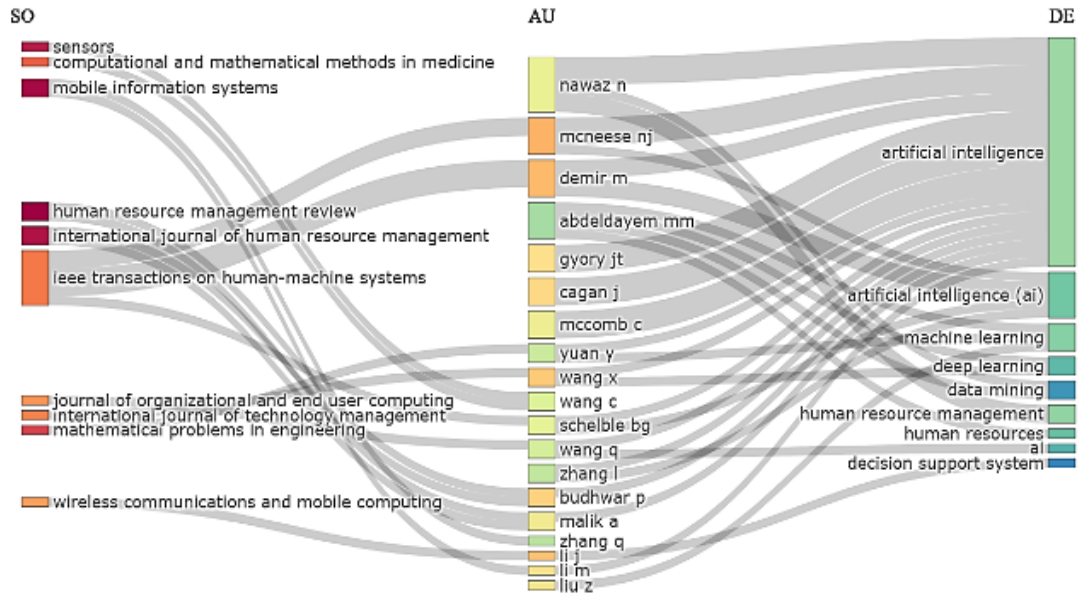 SO
AU
DE
sensors
computational and mathematical methods in medicine
mobile information systems
human resource management review
international journal of human resource management
ieee transactions on human-machine systems
journal of organizational and end user computing
international journal of technology management
mathematical problems in engineering
wireless communications and mobile computing
nawaz n
mcneese nj
demir m
abdeldayem mm
gyory jt
cagan j
mccomb c
yuan y
wang x
wang c
schelble bg
wang q
zhang l
budhwar p
malik a
zhang q
li j
li m
liu z
artificial intelligence
artificial intelligence (ai)
machine learning
deep learning
data mining
human resource management
human resources
ai
decision support system